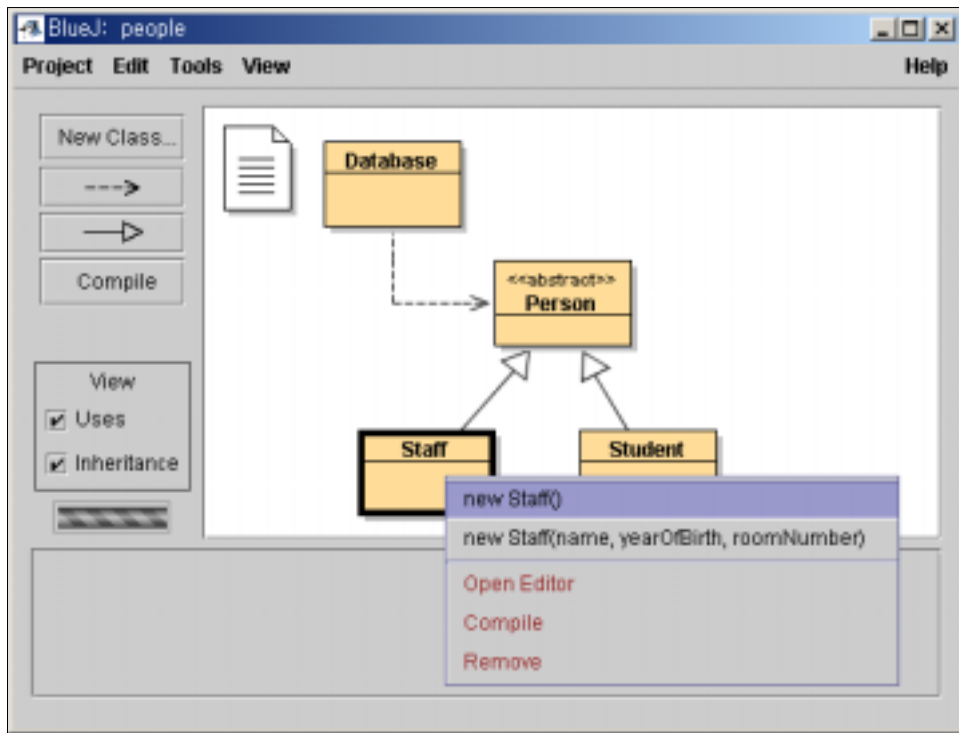 BlueJ: people
Project Edit Tools View Help
New Class...
Compile
View
Uses
Inheritance
Database
<<abstract>>
Person
Staff
Student
new Staff()
new Staff(name, yearOfBirth, roomNumber)
Open Editor
Compile
Remove